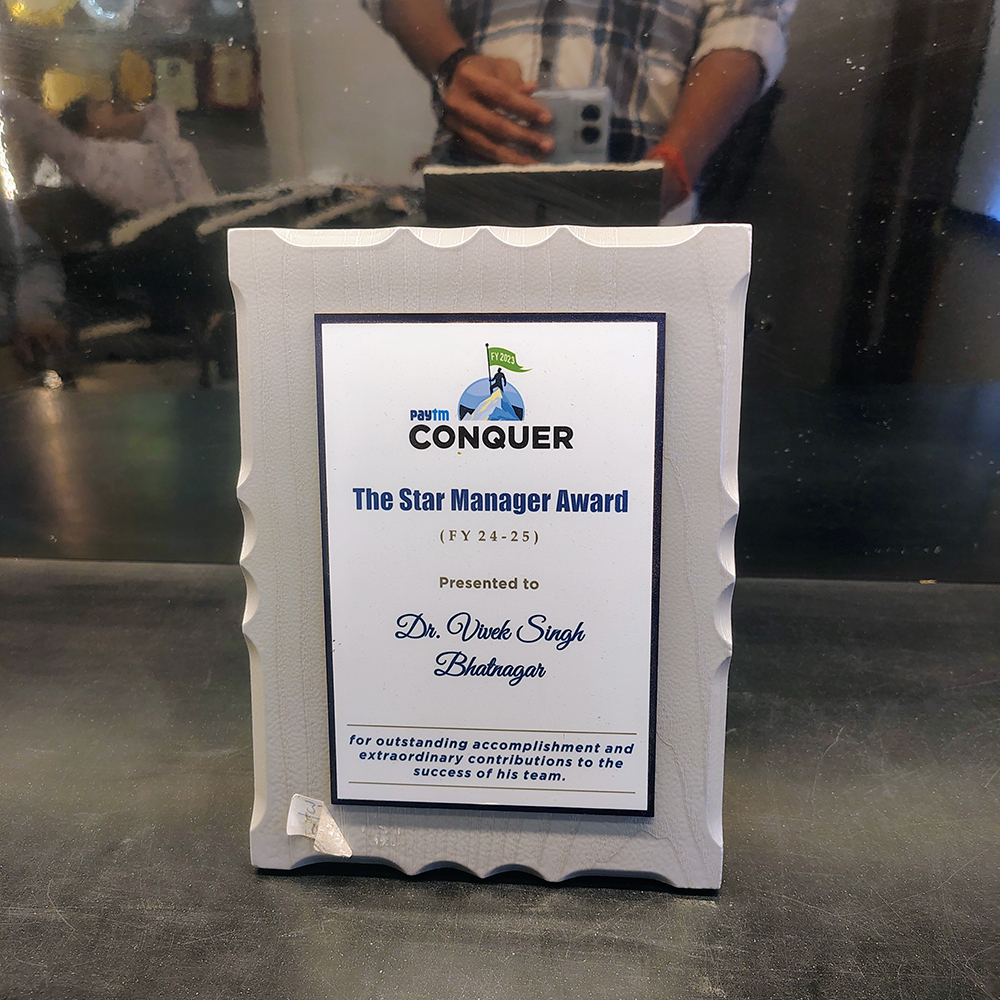 FY 2023
paytm
CONQUER
The Star Manager Award
(FY 24-25)
Presented to
Dr. Vivek Singh
Bhatnagar
for outstanding accomplishment and
extraordinary contributions to the
success of his team.